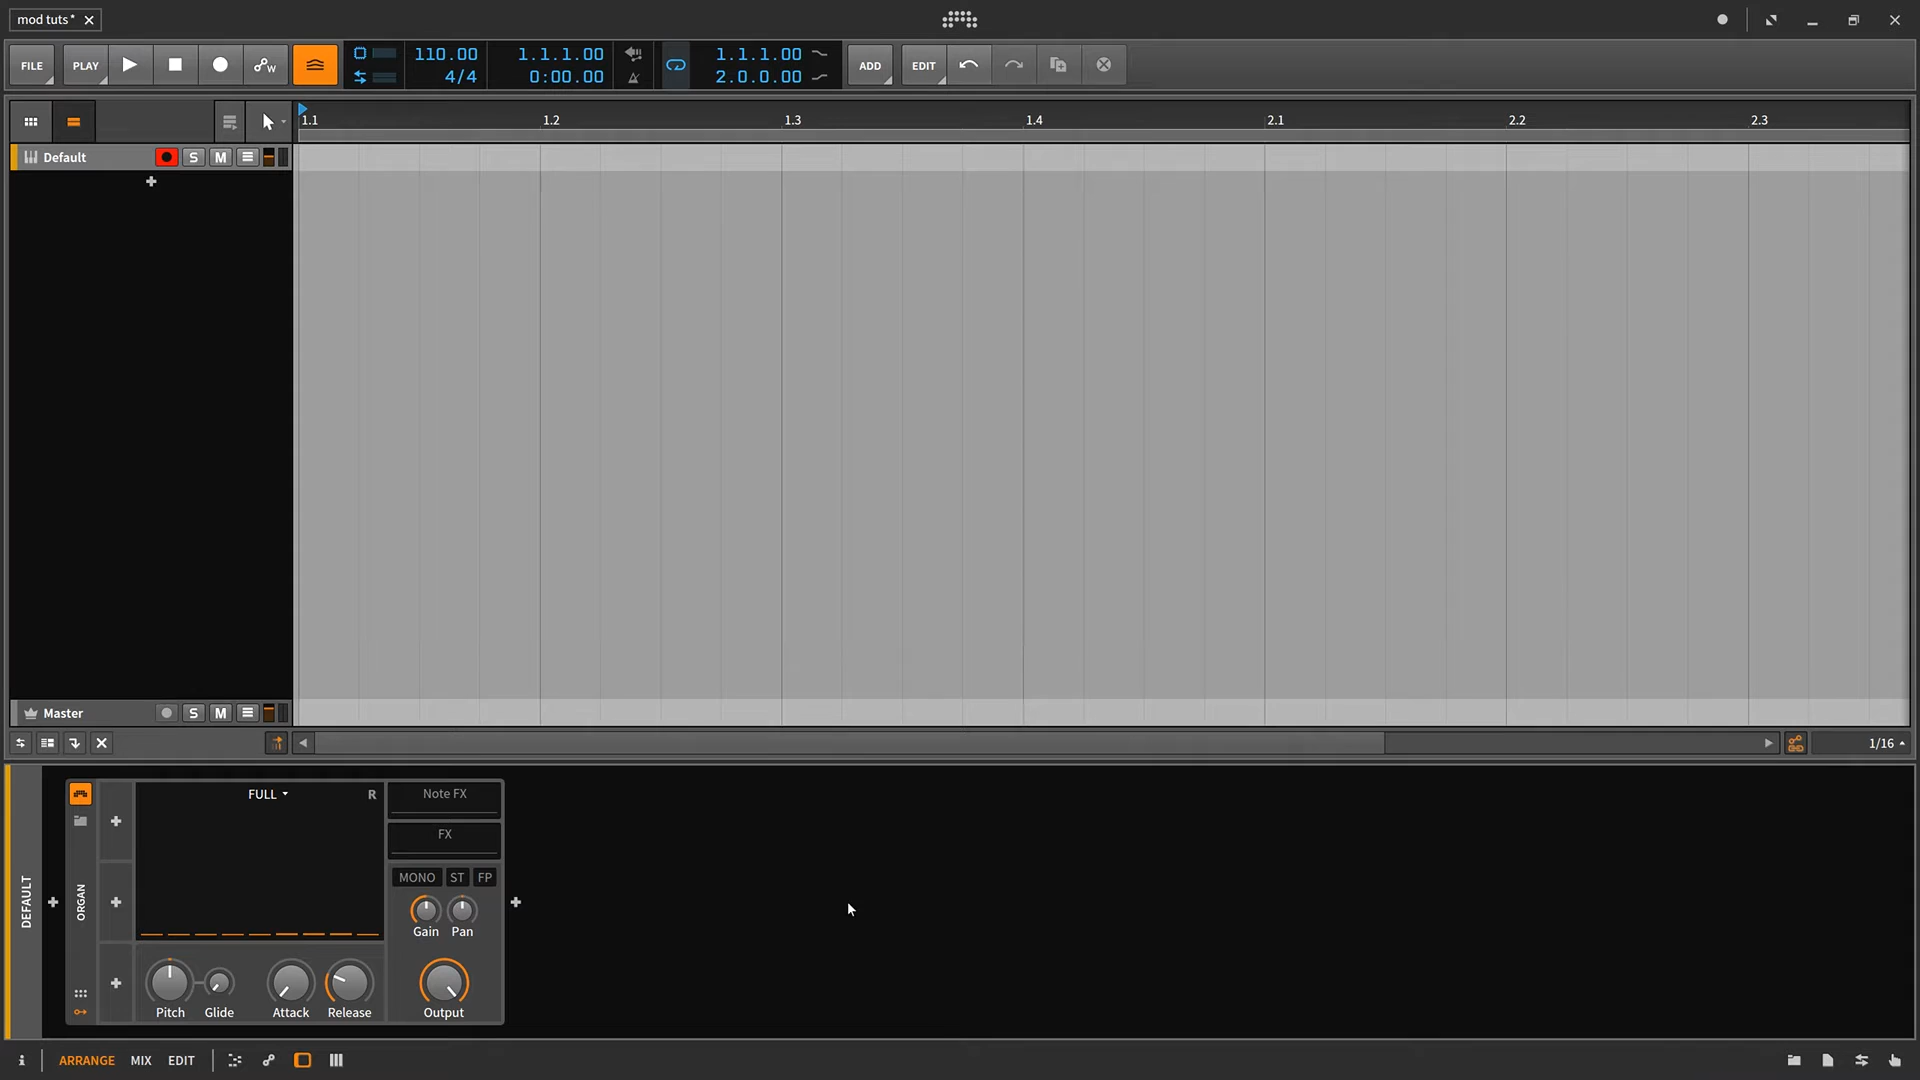 mod tuts*
FILE
PLAY
110.00
4/4
1.1.1.00
0:00.00
1.1.1.00
2.0.0.00
ADD
EDIT
1.1
1.2
1.3
1.4
2.1
2.2
2.3
Default
S
M
Master
S
M
1/16
DEFAULT
ORGAN
FULL
R
Note FX
FX
MONO
ST
FP
Gain
Pan
Pitch
Glide
Attack
Release
Output
ARRANGE
MIX
EDIT